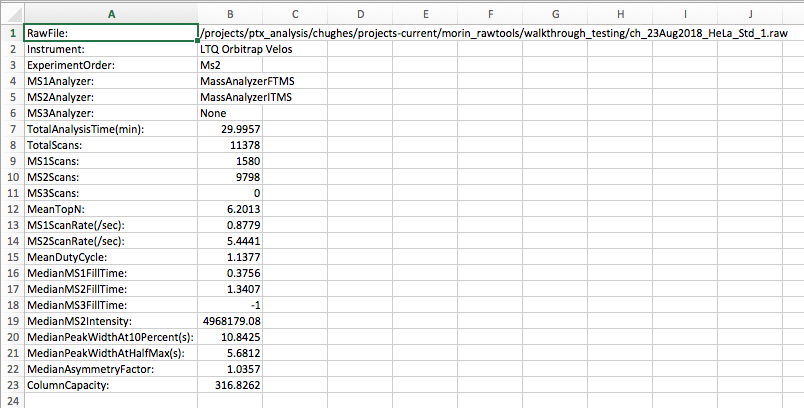 A B C D E F G H I J
1 RawFile: /projects/ptx_analysis/chughes/projects-current/morin_rawtools/walkthrough_testing/ch_23Aug2018_HeLa_Std_1.raw
2 Instrument: LTQ Orbitrap Velos
3 ExperimentOrder: Ms2
4 MS1Analyzer: MassAnalyzerFTMS
5 MS2Analyzer: MassAnalyzerITMS
6 MS3Analyzer: None
7 TotalAnalysisTime(min): 29.9957
8 TotalScans: 11378
9 MS1Scans: 1580
10 MS2Scans: 9798
11 MS3Scans: 0
12 MeanTopN: 6.2013
13 MS1ScanRate(/sec): 0.8779
14 MS2ScanRate(/sec): 5.4441
15 MeanDutyCycle: 1.1377
16 MedianMS1FillTime: 0.3756
17 MedianMS2FillTime: 1.3407
18 MedianMS3FillTime: -1
19 MedianMS2Intensity: 4968179.08
20 MedianPeakWidthAt10Percent(s): 10.8425
21 MedianPeakWidthAtHalfMax(s): 5.6812
22 MedianAsymmetryFactor: 1.0357
23 ColumnCapacity: 316.8262
24